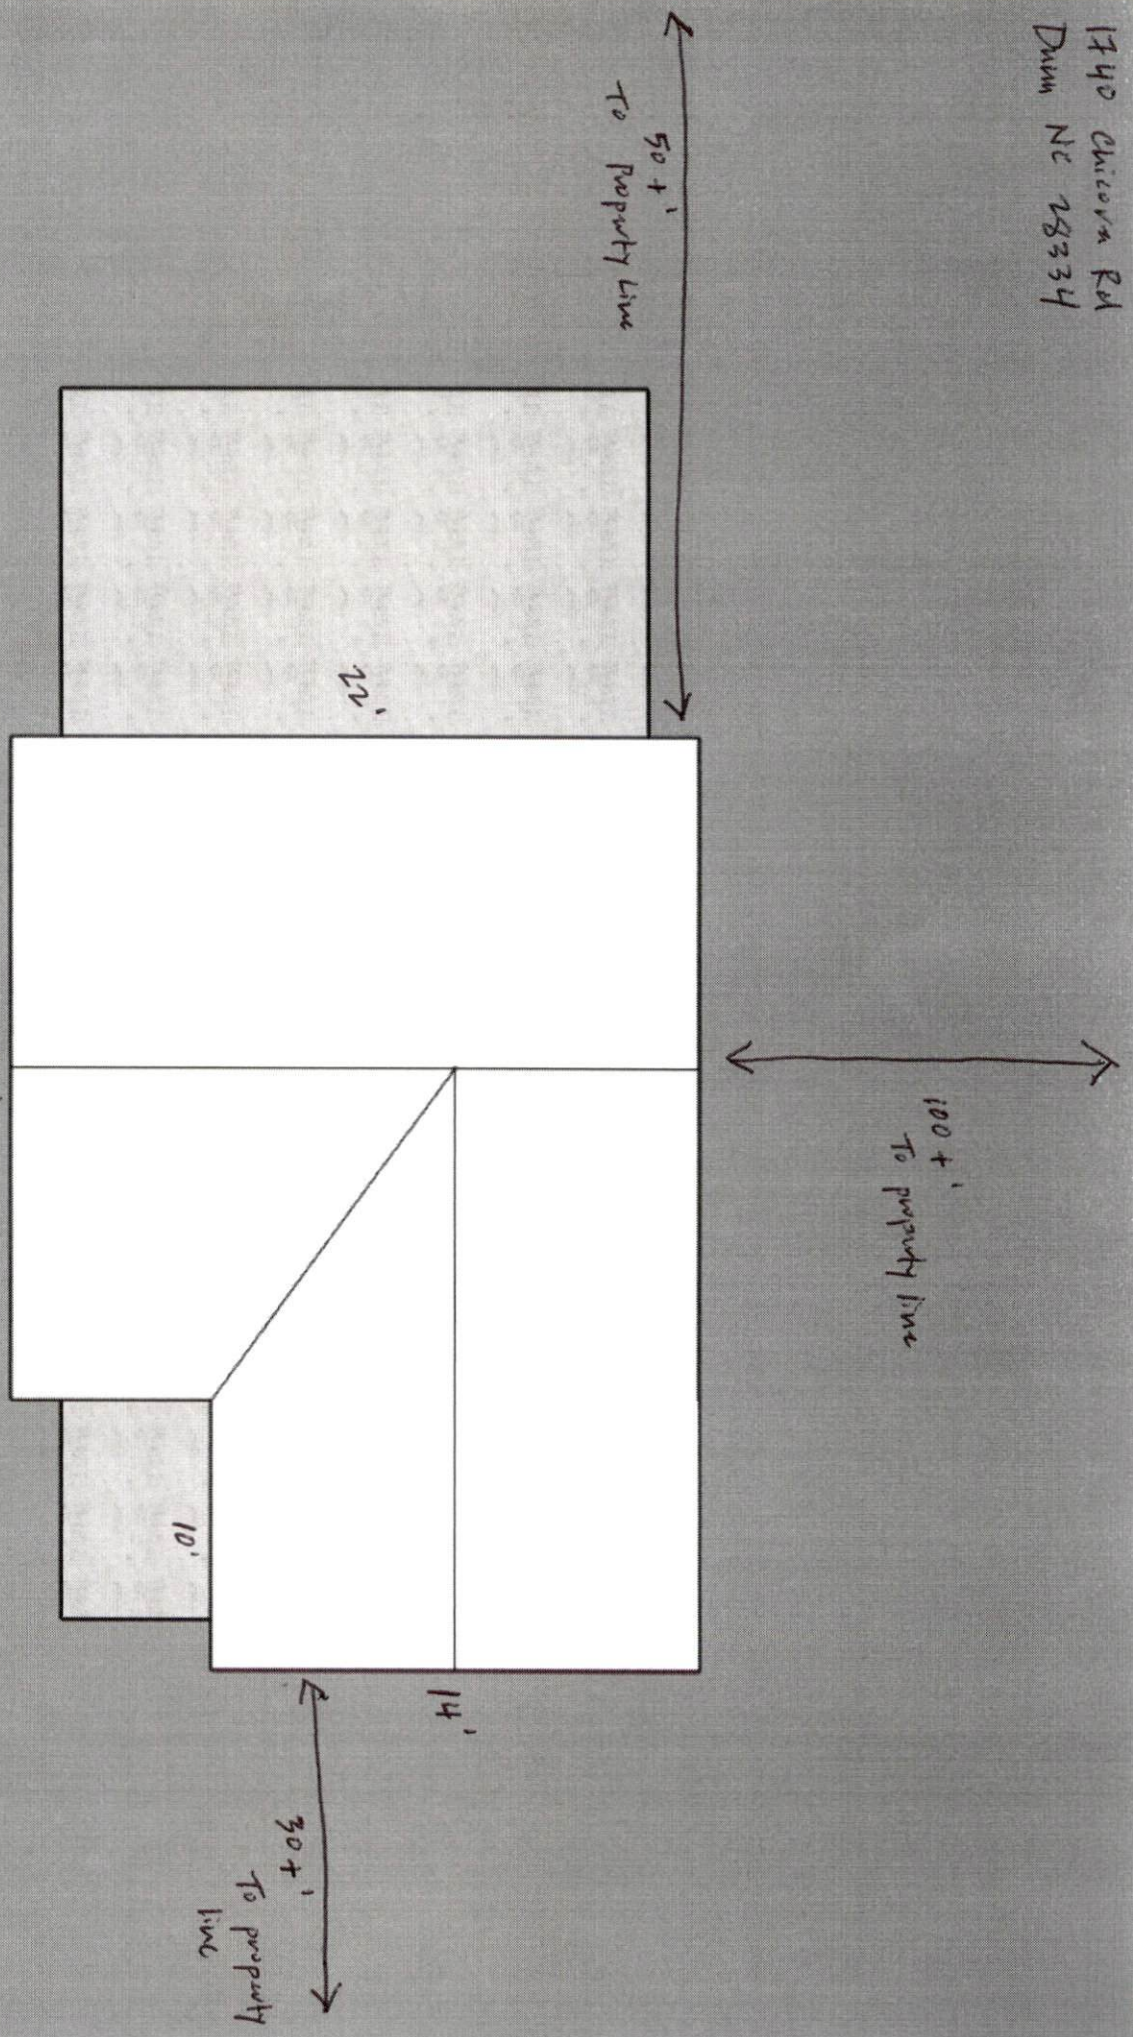 1740 Chicora Rd
Dunn NC 28334
50+'
To property Line
100+'
To property line
22'
10'
14'
30+'
To property
line